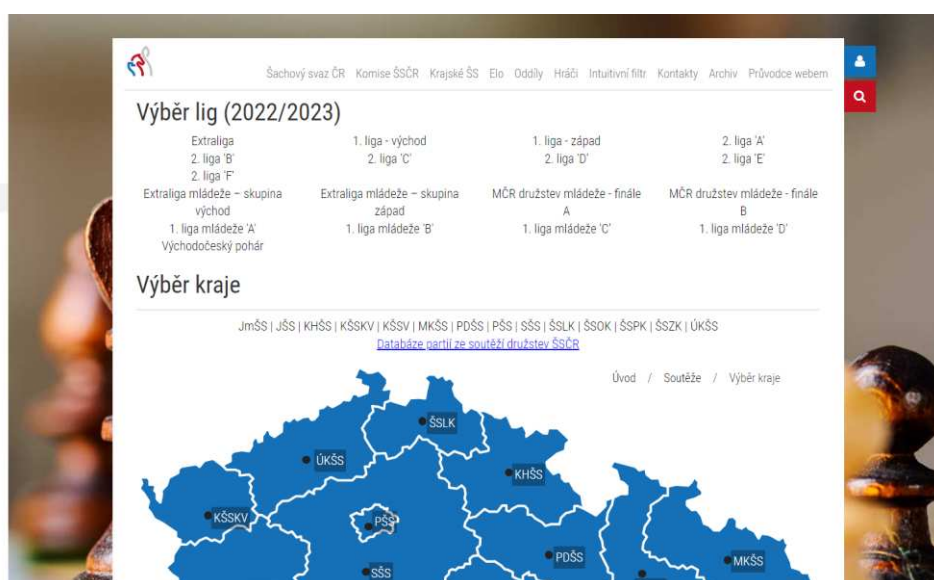 Šachový svaz ČR Komise ŠSČR Krajské ŠS Elo Oddíly Hráči Intuitivní filtr Kontakty Archiv Průvodce webem
Výběr lig (2022/2023)
Extraliga 1. liga - východ 1. liga - západ 2. liga 'A'
2. liga 'B' 2. liga 'C' 2. liga 'D' 2. liga 'E'
2. liga 'F'
Extraliga mládeže – skupina Extraliga mládeže – skupina MČR družstev mládeže - finále MČR družstev mládeže - finále
východ západ A B
1. liga mládeže 'A' 1. liga mládeže 'B' 1. liga mládeže 'C' 1. liga mládeže 'D'
Východočeský pohár
Výběr kraje
JmŠS | JŠS | KHŠS | KŠSKV | KŠSV | MKŠS | PDŠS | PŠS | SŠS | ŠSLK | ŠSOK | ŠSPK | ŠSZK | ÚKŠS
Databáze partií ze soutěží družstev ŠSČR
Úvod / Soutěže / Výběr kraje
ŠSLK
ÚKŠS
KHŠS
KŠSKV
PŠS
PDŠS
MKŠS
SŠS